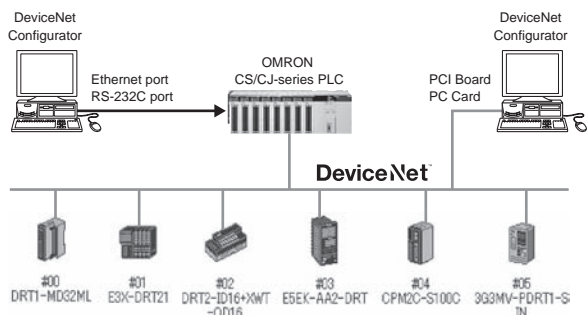 DeviceNet
Configurator
DeviceNet
Configurator
OMRON
CS/CJ-series PLC
Ethernet port
RS-232C port
PCI Board
PC Card
DeviceNet
#00
DRT1-MD32ML
#01
E3X-DRT21
#02
DRT2-ID16+XWT
-OD16
#03
E5EK-AA2-DRT
#04
CPM2C-S100C
#05
3G3MV-PDRT1-S
IN